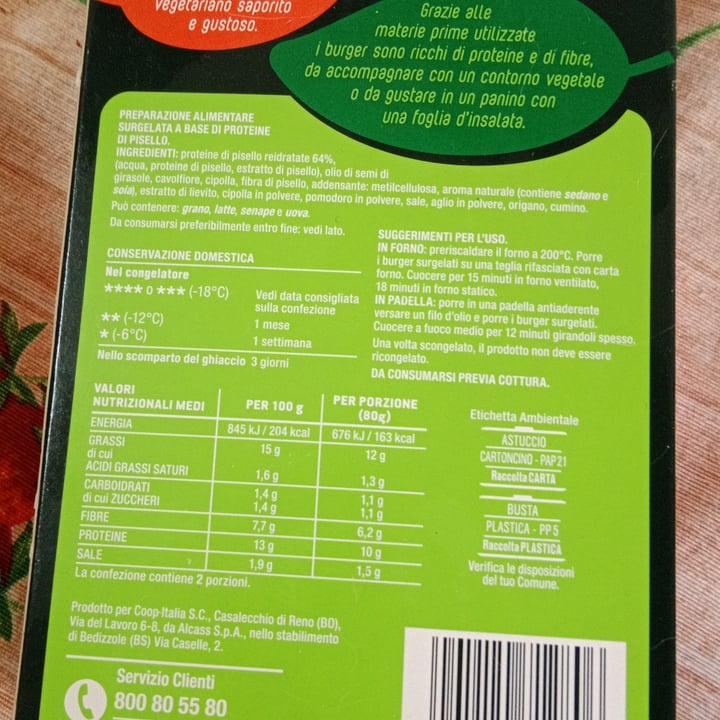 vegetariano saporito
e gustoso.
Grazie alle
materie prime utilizzate
i burger sono ricchi di proteine e di fibre,
da accompagnare con un contorno vegetale
o da gustare in un panino con
una foglia d'insalata.
PREPARAZIONE ALIMENTARE
SURGELATA A BASE DI PROTEINE
DI PISELLO.
INGREDIENTI: proteine di pisello reidratate 64%,
(acqua, proteine di pisello, estratto di pisello), olio di semi di
girasole, cavolfiore, cipolla, fibra di pisello, addensante: metilcellulosa, aroma naturale (contiene sedano e
soia), estratto di lievito, cipolla in polvere, pomodoro in polvere, sale, aglio in polvere, origano, cumino.
Può contenere: grano, latte, senape e uova.
Da consumarsi preferibilmente entro fine: vedi lato.
CONSERVAZIONE DOMESTICA
Nel congelatore
**** o *** (-18°C) Vedi data consigliata
sulla confezione
** (-12°C) 1 mese
* (-6°C) 1 settimana
Nello scomparto del ghiaccio 3 giorni
SUGGERIMENTI PER L'USO.
IN FORNO: preriscaldare il forno a 200°C. Porre
i burger surgelati su una teglia rifasciata con carta
forno. Cuocere per 15 minuti in forno ventilato,
18 minuti in forno statico.
IN PADELLA: porre in una padella antiaderente
versare un filo d'olio e porre i burger surgelati.
Cuocere a fuoco medio per 12 minuti girandoli spesso.
Una volta scongelato, il prodotto non deve essere
ricongelato.
DA CONSUMARSI PREVIA COTTURA.
VALORI
NUTRIZIONALI MEDI PER 100 g PER PORZIONE
(80g)
ENERGIA 845 kJ / 204 kcal 676 kJ / 163 kcal
GRASSI 15 g 12 g
di cui
ACIDI GRASSI SATURI 1,6 g 1,3 g
CARBOIDRATI 1,4 g 1,1 g
di cui ZUCCHERI 1,4 g 1,1 g
FIBRE 7,7 g 6,2 g
PROTEINE 13 g 10 g
SALE 1,9 g 1,5 g
La confezione contiene 2 porzioni.
Etichetta Ambientale
ASTUCCIO
CARTONCINO - PAP 21
Raccolta CARTA
BUSTA
PLASTICA - PP 5
Raccolta PLASTICA
Verifica le disposizioni
del tuo Comune.
Prodotto per Coop Italia S.C., Casalecchio di Reno (BO),
Via del Lavoro 6-8, da Alcass S.p.A., nello stabilimento
di Bedizzole (BS) Via Caselle, 2.
Servizio Clienti
800 80 55 80